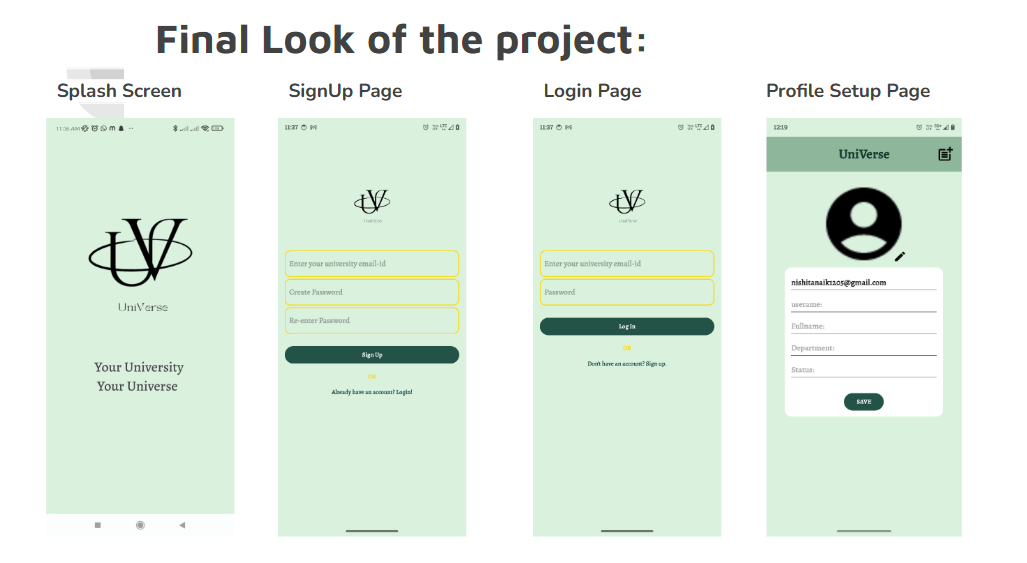 Final Look of the project:
Splash Screen
SignUp Page
Login Page
Profile Setup Page
11:36 AM
UV
UniVerse
Your University
Your Universe
11:37
UV
UniVerse
Enter your university email-id
Create Password
Re-enter Password
Sign Up
OR
Already have an account? Login!
11:37
UV
UniVerse
Enter your university email-id
Password
Log In
OR
Don't have an account? Sign up.
12:19
UniVerse
nishitanaik1205@gmail.com
username:
Fullname:
Department:
Status:
SAVE